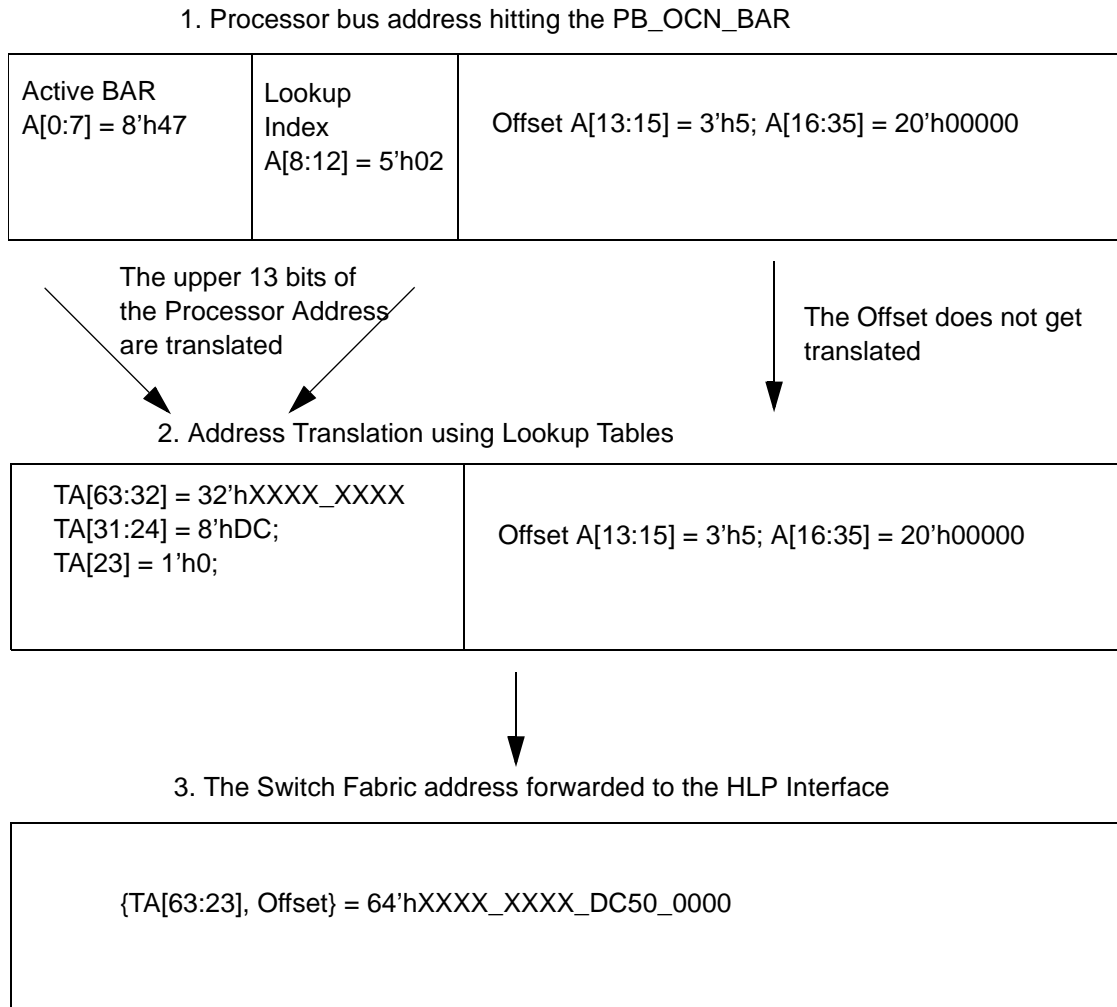 1. Processor bus address hitting the PB_OCN_BAR
Active BAR
A[0:7] = 8’h47
Lookup
Index
A[8:12] = 5’h02
Offset A[13:15] = 3’h5; A[16:35] = 20’h00000
The upper 13 bits of
the Processor Address
are translated
The Offset does not get
translated
2. Address Translation using Lookup Tables
TA[63:32] = 32’hXXXX_XXXX
TA[31:24] = 8’hDC;
TA[23] = 1’h0;
Offset A[13:15] = 3’h5; A[16:35] = 20’h00000
3. The Switch Fabric address forwarded to the HLP Interface
{TA[63:23], Offset} = 64’hXXXX_XXXX_DC50_0000